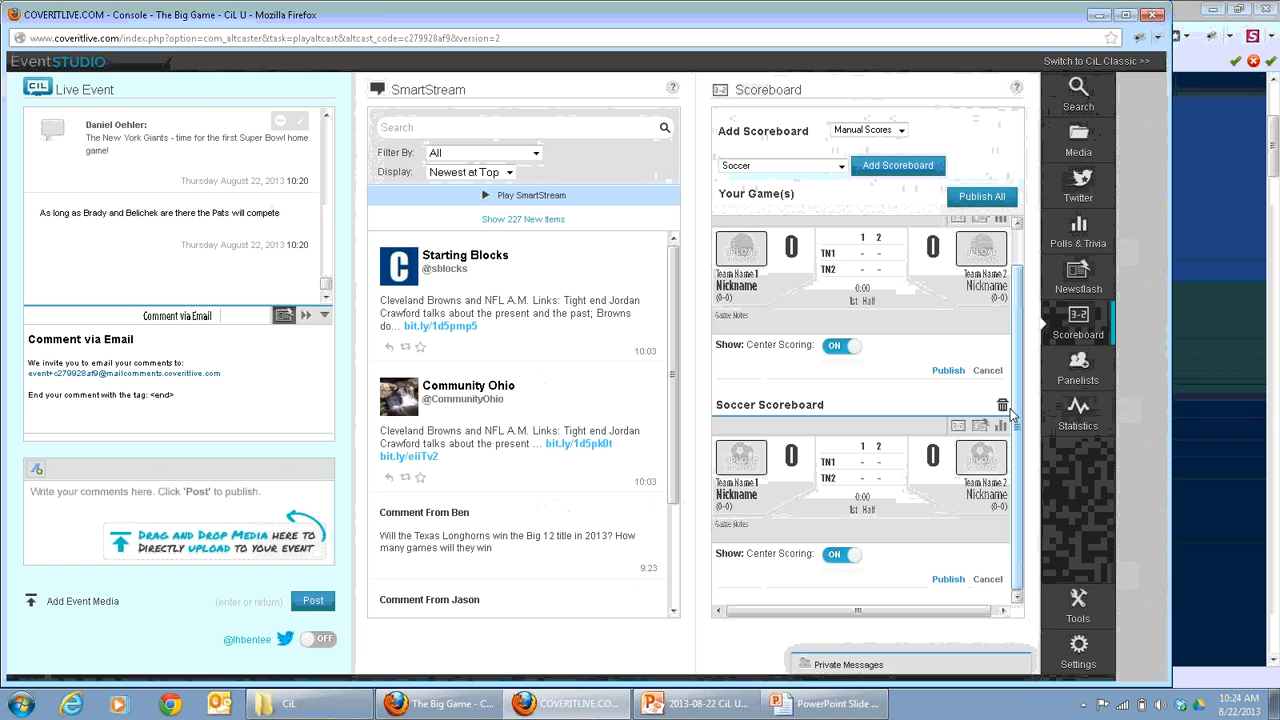 COVERITLIVE.COM - Console - The Big Game - CiL U - Mozilla Firefox
www.coveritlive.com/index.php?option=com_altcaster&task=playaltcast&altcast_code=c279928af9&version=2
EventSTUDIO
Switch to CiL Classic >>
CiL Live Event
Daniel Oehler:
The New York Giants - time for the first Super Bowl home
game!
Thursday August 22, 2013 10:20
As long as Brady and Belichek are there the Pats will compete
Thursday August 22, 2013 10:20
Comment via Email
Comment via Email
We invite you to email your comments to:
event+c279928af9@mailcomments.coveritlive.com
End your comment with the tag: <end>
Write your comments here. Click 'Post' to publish.
DRAG AND DROP MEDIA HERE TO
DIRECTLY UPLOAD TO YOUR EVENT
Add Event Media
(enter or return)
Post
@lhbenlee
OFF
SmartStream
?
Search
Filter By:
All
Display:
Newest at Top
Play SmartStream
Show 227 New Items
C
Starting Blocks
@sblocks
Cleveland Browns and NFL A.M. Links: Tight end Jordan
Crawford talks about the present and the past; Browns
do... bit.ly/1d5pmp5
10:03
Community Ohio
@CommunityOhio
Cleveland Browns and NFL A.M. Links: Tight end Jordan
Crawford talks about the present ... bit.ly/1d5pk0t
bit.ly/eiiTv2
10:03
Comment From Ben
Will the Texas Longhorns win the Big 12 title in 2013? How
many games will they win
9:23
Comment From Jason
3-2 Scoreboard
?
Add Scoreboard
Manual Scores
Soccer
Add Scoreboard
Your Game(s)
Publish All
0
1 2
TN1 - -
TN2 - -
0
Team Name 1
Nickname
(0-0)
0:00
1st Half
Team Name 2
Nickname
(0-0)
Game Notes
Show: Center Scoring:
ON
Publish
Cancel
Soccer Scoreboard
0
1 2
TN1 - -
TN2 - -
0
Team Name 1
Nickname
(0-0)
0:00
1st Half
Team Name 2
Nickname
(0-0)
Game Notes
Show: Center Scoring:
ON
Publish
Cancel
Private Messages
Search
Media
Twitter
Polls & Trivia
Newsflash
3-2
Scoreboard
Panelists
Statistics
Tools
Settings
CiL
The Big Game - C...
COVERITLIVE.CO...
2013-08-22 CiL U...
PowerPoint Slide ...
10:24 AM
8/22/2013